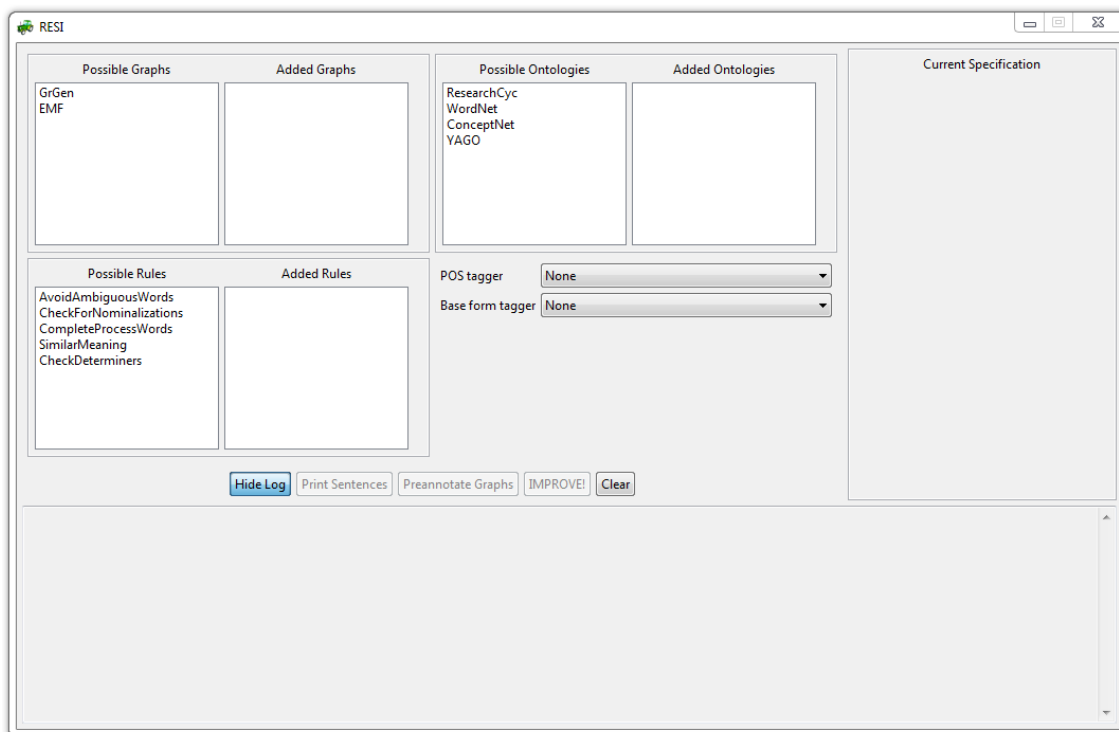 RESI
Possible Graphs
Added Graphs
GrGen
EMF
Possible Ontologies
Added Ontologies
ResearchCyc
WordNet
ConceptNet
YAGO
Current Specification
Possible Rules
Added Rules
AvoidAmbiguousWords
CheckForNominalizations
CompleteProcessWords
SimilarMeaning
CheckDeterminers
POS tagger
None
Base form tagger
None
Hide Log
Print Sentences
Preannotate Graphs
IMPROVE!
Clear